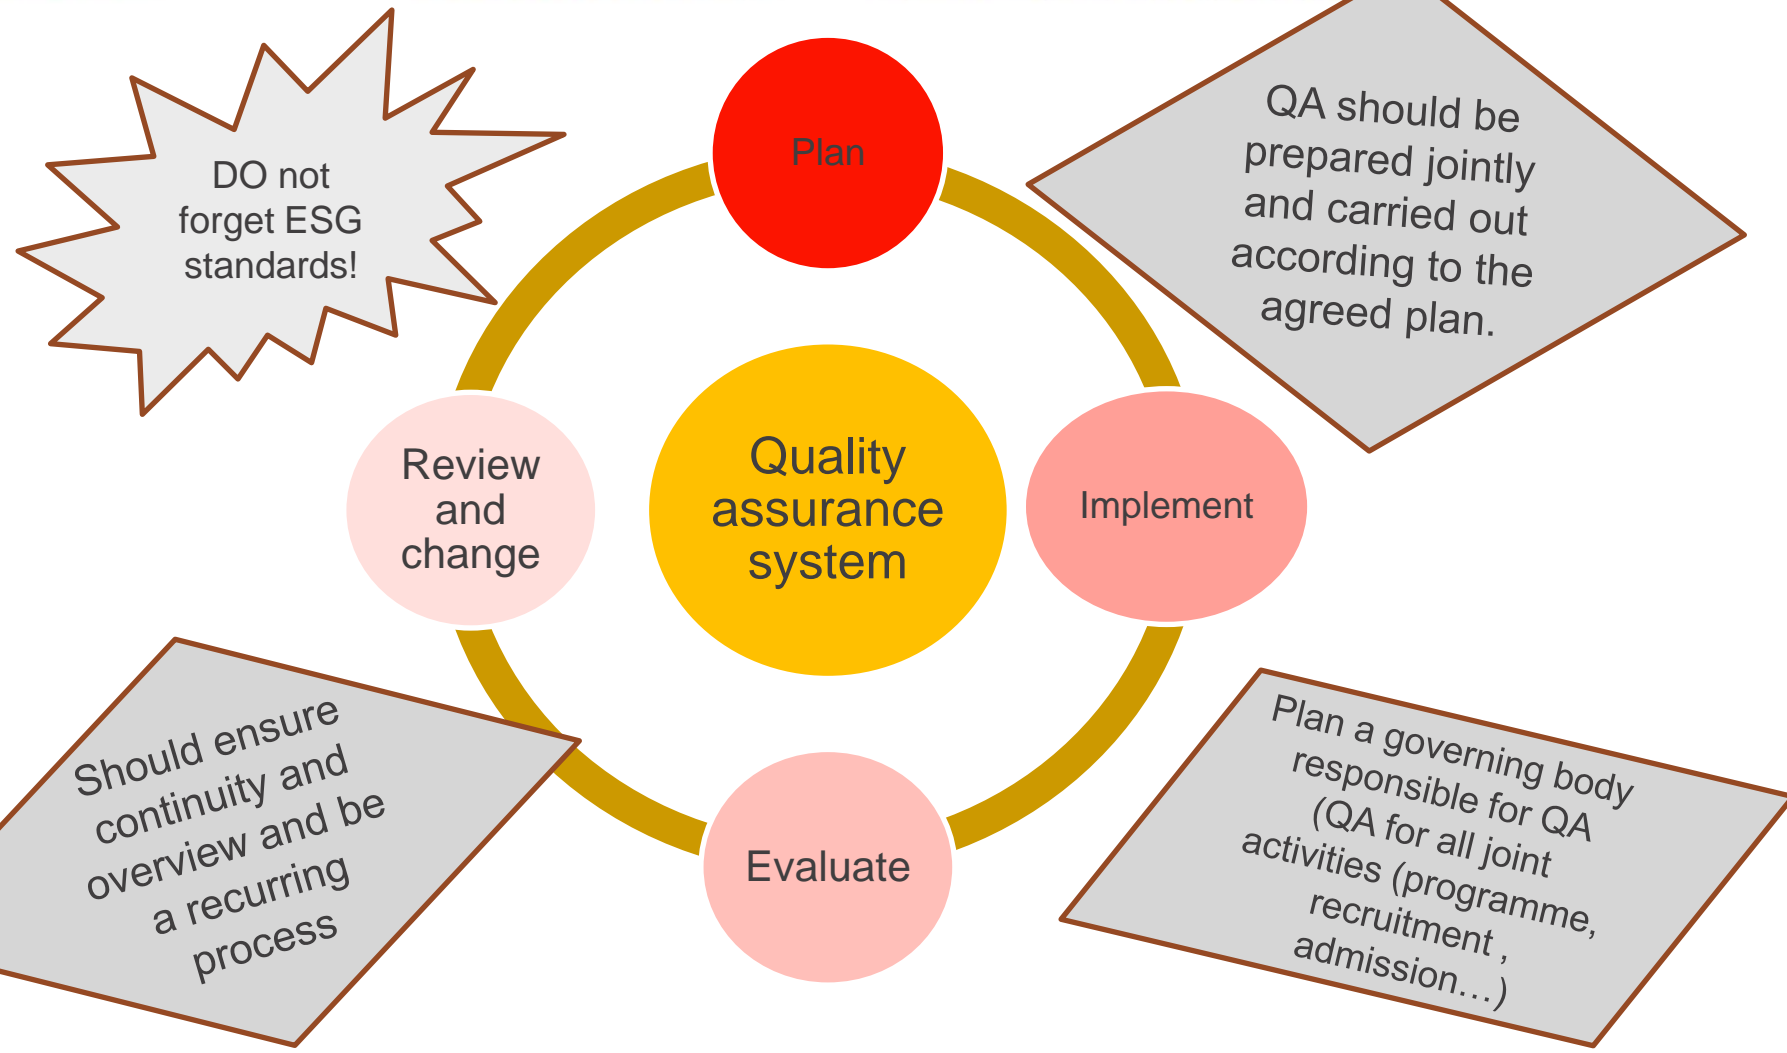 DO not
forget ESG
standards!
Plan
QA should be
prepared jointly
and carried out
according to the
agreed plan.
Review
and
change
Quality
assurance
system
Implement
Should ensure
continuity and
overview and be
a recurring
process
Evaluate
Plan a governing body
responsible for QA
(QA for all joint
activities (programme,
recruitment ,
admission…)